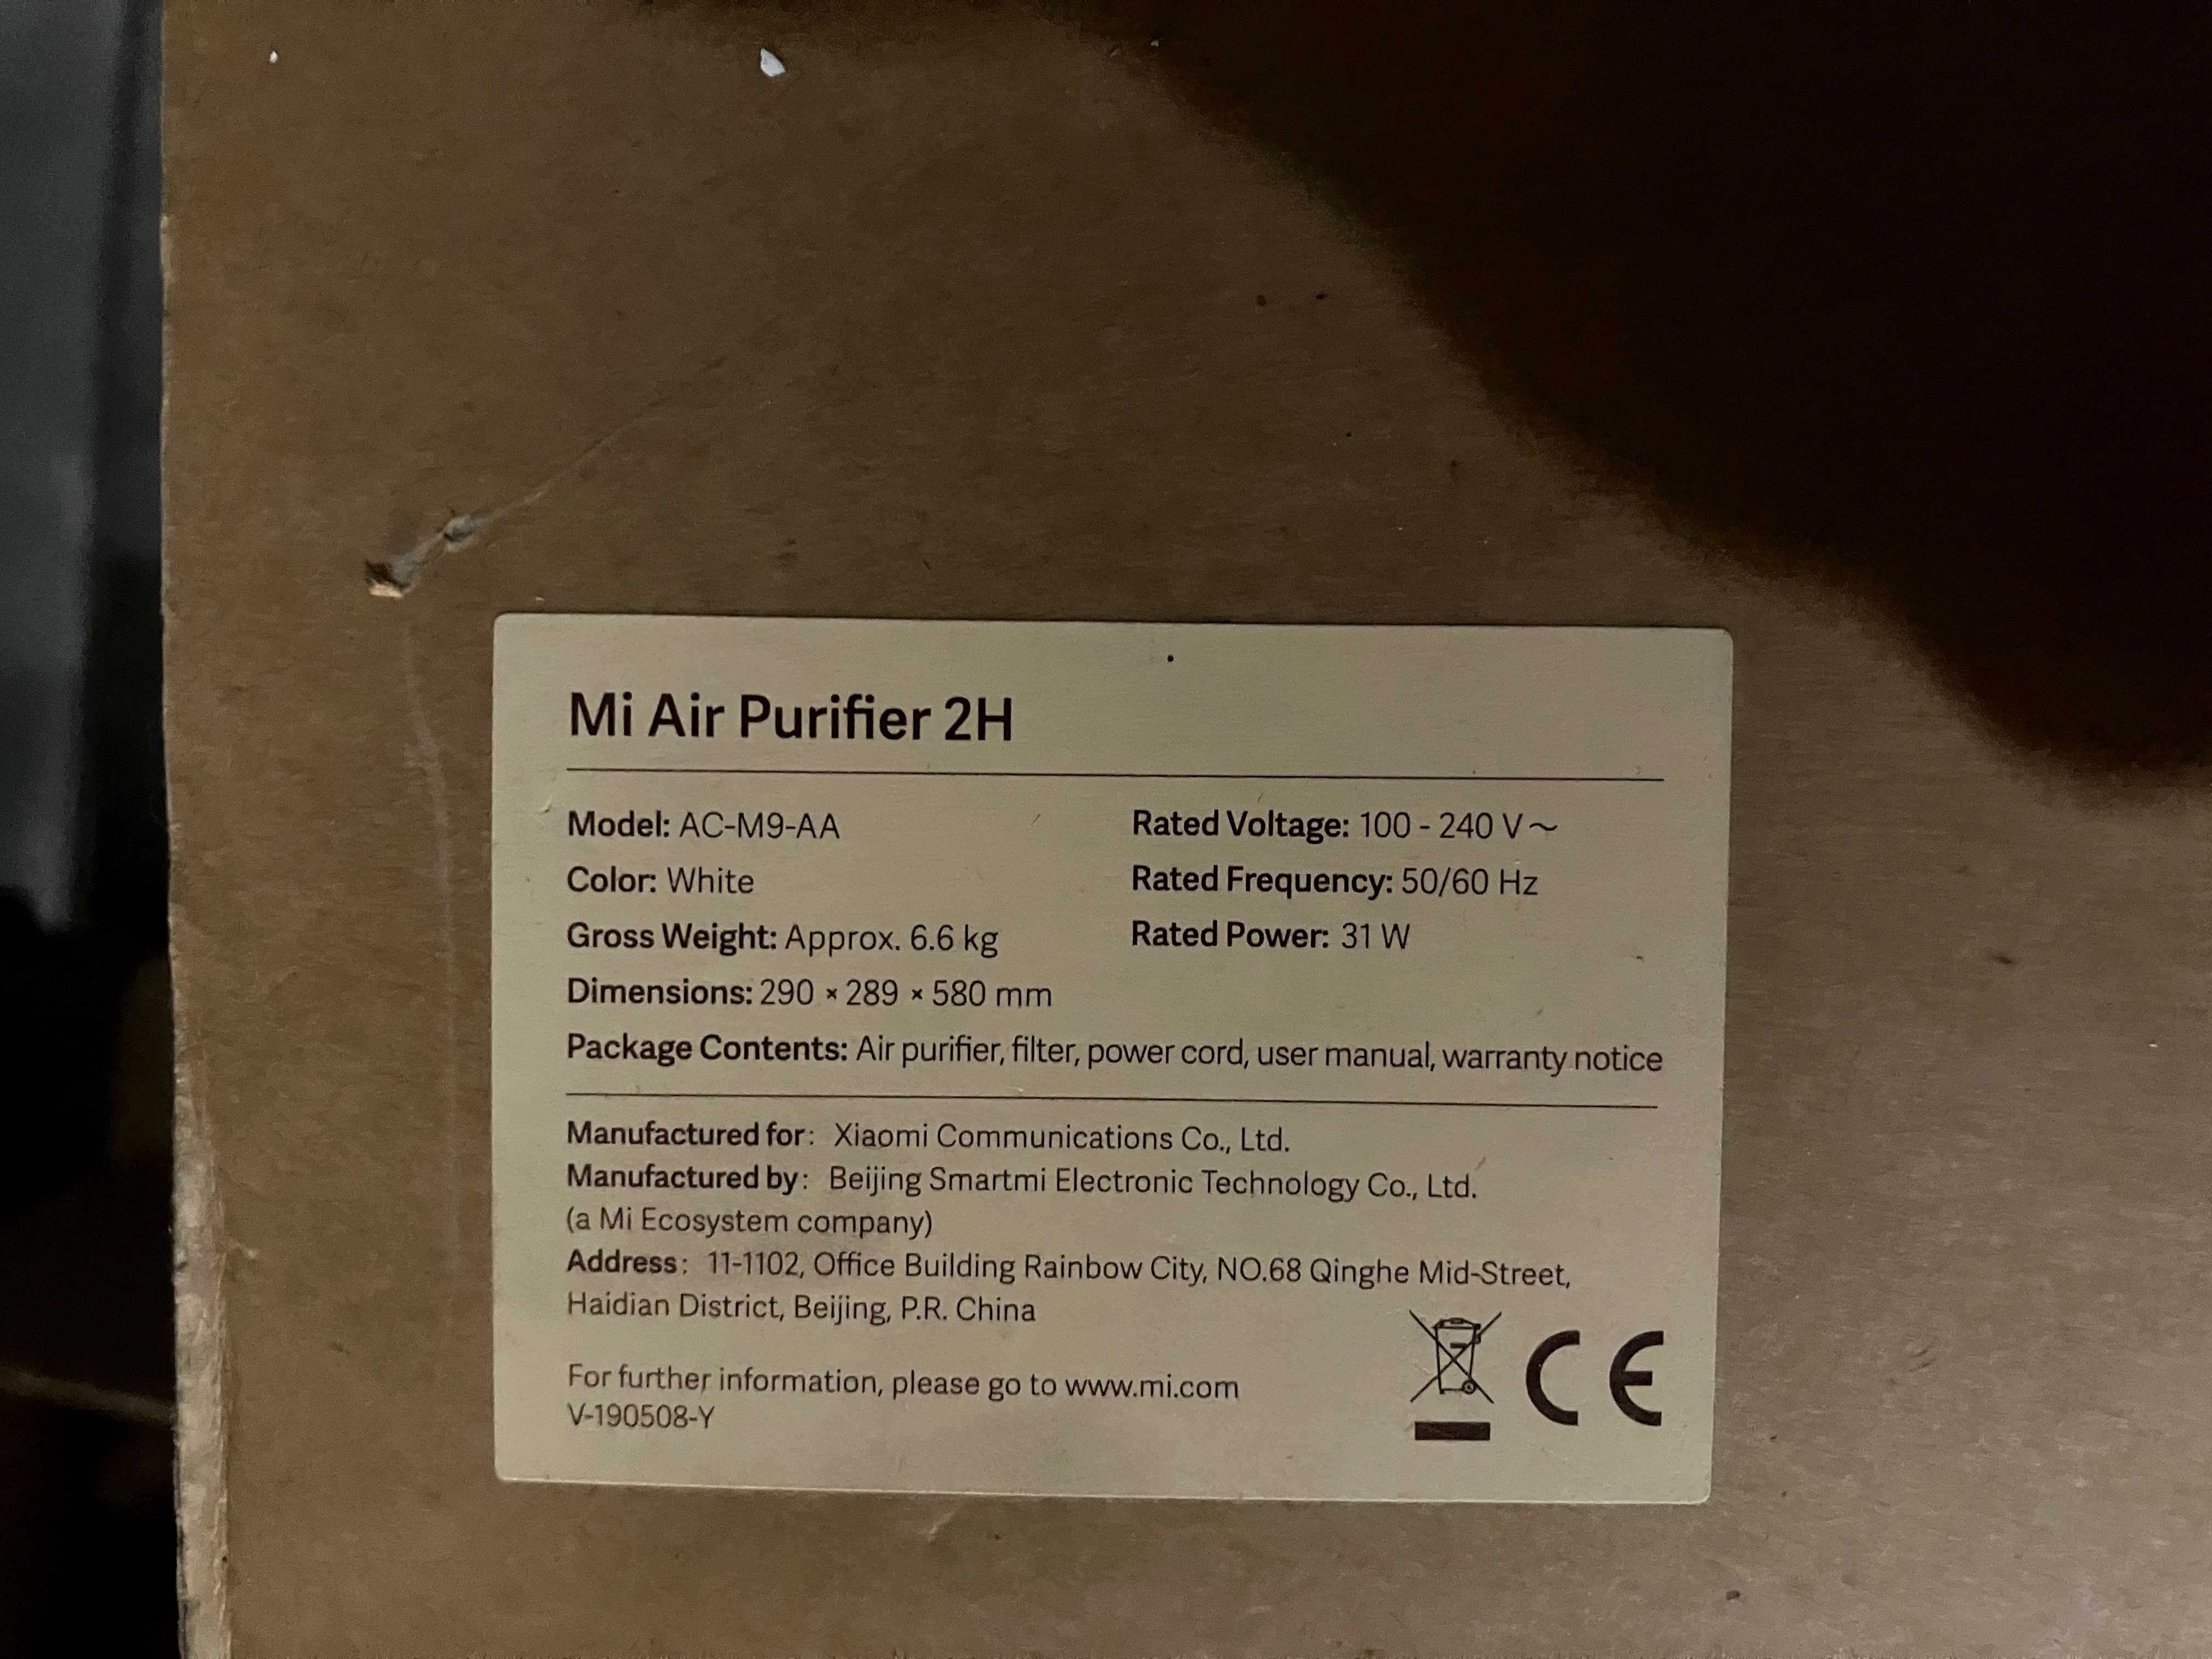 Mi Air Purifier 2H
Model: AC-M9-AA
Rated Voltage: 100 - 240 V~
Color: White
Rated Frequency: 50/60 Hz
Gross Weight: Approx. 6.6 kg
Rated Power: 31 W
Dimensions: 290 × 289 × 580 mm
Package Contents: Air purifier, filter, power cord, user manual, warranty notice
Manufactured for: Xiaomi Communications Co., Ltd.
Manufactured by: Beijing Smartmi Electronic Technology Co., Ltd.
(a Mi Ecosystem company)
Address: 11-1102, Office Building Rainbow City, NO.68 Qinghe Mid-Street,
Haidian District, Beijing, P.R. China
For further information, please go to www.mi.com
V-190508-Y
CE